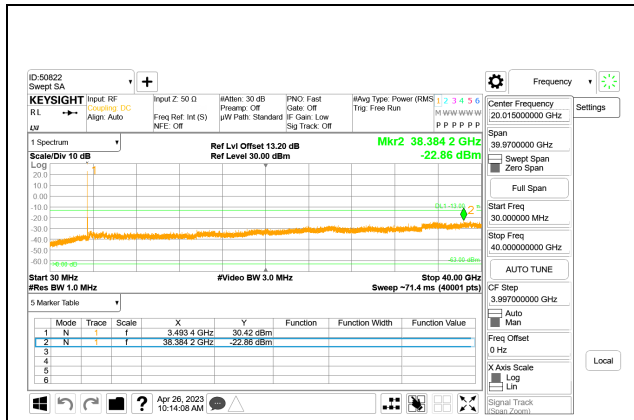 ID:50822
Swept SA
+
Frequency
KEYSIGHT
RL
LXI
Input: RF
Coupling: DC
Align: Auto
Input Z: 50 Ω
Freq Ref: Int (S)
NFE: Off
#Atten: 30 dB
Preamp: Off
µW Path: Standard
PNO: Fast
Gate: Off
IF Gain: Low
Sig Track: Off
#Avg Type: Power (RMS
Trig: Free Run
1 2 3 4 5 6
M W W W W W
P P P P P P
1 Spectrum
Scale/Div 10 dB
Ref Lvl Offset 13.20 dB
Ref Level 30.00 dBm
Mkr2 38.384 2 GHz
-22.86 dBm
Log
1
20.0
10.0
0.00
-10.0
-20.0
-30.0
-40.0
-50.0
-60.0
DL1 -13.00
2
Start 30 MHz
#Res BW 1.0 MHz
#Video BW 3.0 MHz
Stop 40.00 GHz
Sweep ~71.4 ms (40001 pts)
5 Marker Table
Mode Trace Scale X Y Function Function Width Function Value
1 N 1 f 3.493 4 GHz 30.42 dBm
2 N 1 f 38.384 2 GHz -22.86 dBm
3
4
5
6
Apr 26, 2023
10:14:08 AM
Center Frequency
20.015000000 GHz
Settings
Span
39.9700000 GHz
Swept Span
Zero Span
Full Span
Start Freq
30.000000 MHz
Stop Freq
40.000000000 GHz
AUTO TUNE
CF Step
3.997000000 GHz
Auto
Man
Freq Offset
0 Hz
X Axis Scale
Log
Lin
Local
Signal Track
(Span Zoom)